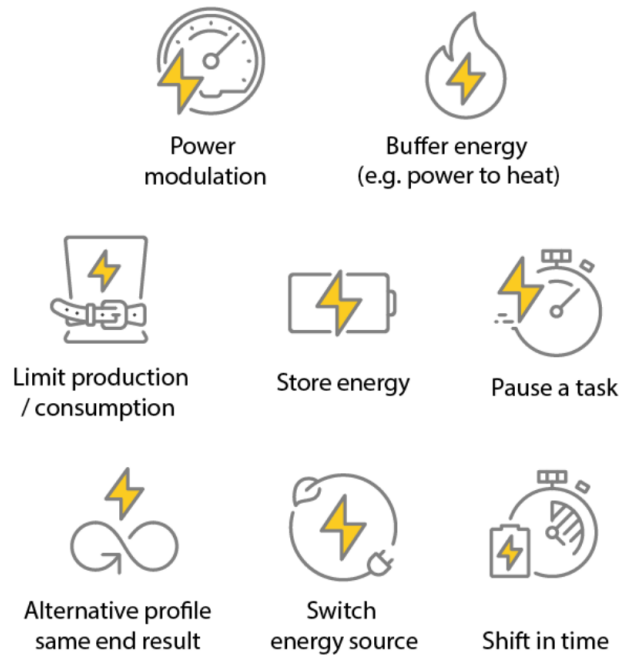 Power
modulation
Buffer energy
(e.g. power to heat)
Limit production
/ consumption
Store energy
Pause a task
Alternative profile
same end result
Switch
energy source
Shift in time